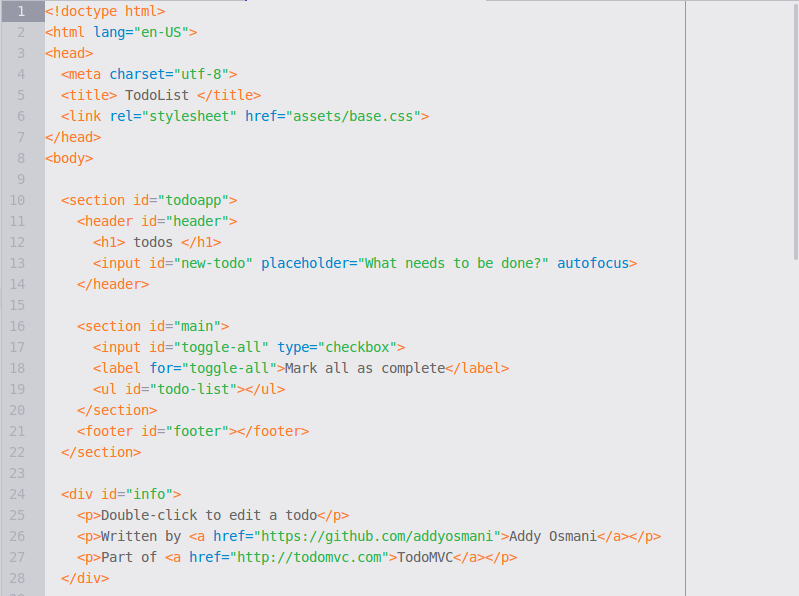 1 <!doctype html>
2 <html lang="en-US">
3 <head>
4   <meta charset="utf-8">
5   <title> TodoList </title>
6   <link rel="stylesheet" href="assets/base.css">
7 </head>
8 <body>
9
10   <section id="todoapp">
11     <header id="header">
12       <h1> todos </h1>
13       <input id="new-todo" placeholder="What needs to be done?" autofocus>
14     </header>
15
16     <section id="main">
17       <input id="toggle-all" type="checkbox">
18       <label for="toggle-all">Mark all as complete</label>
19       <ul id="todo-list"></ul>
20     </section>
21     <footer id="footer"></footer>
22   </section>
23
24   <div id="info">
25     <p>Double-click to edit a todo</p>
26     <p>Written by <a href="https://github.com/addyosmani">Addy Osmani</a></p>
27     <p>Part of <a href="http://todomvc.com">TodoMVC</a></p>
28   </div>